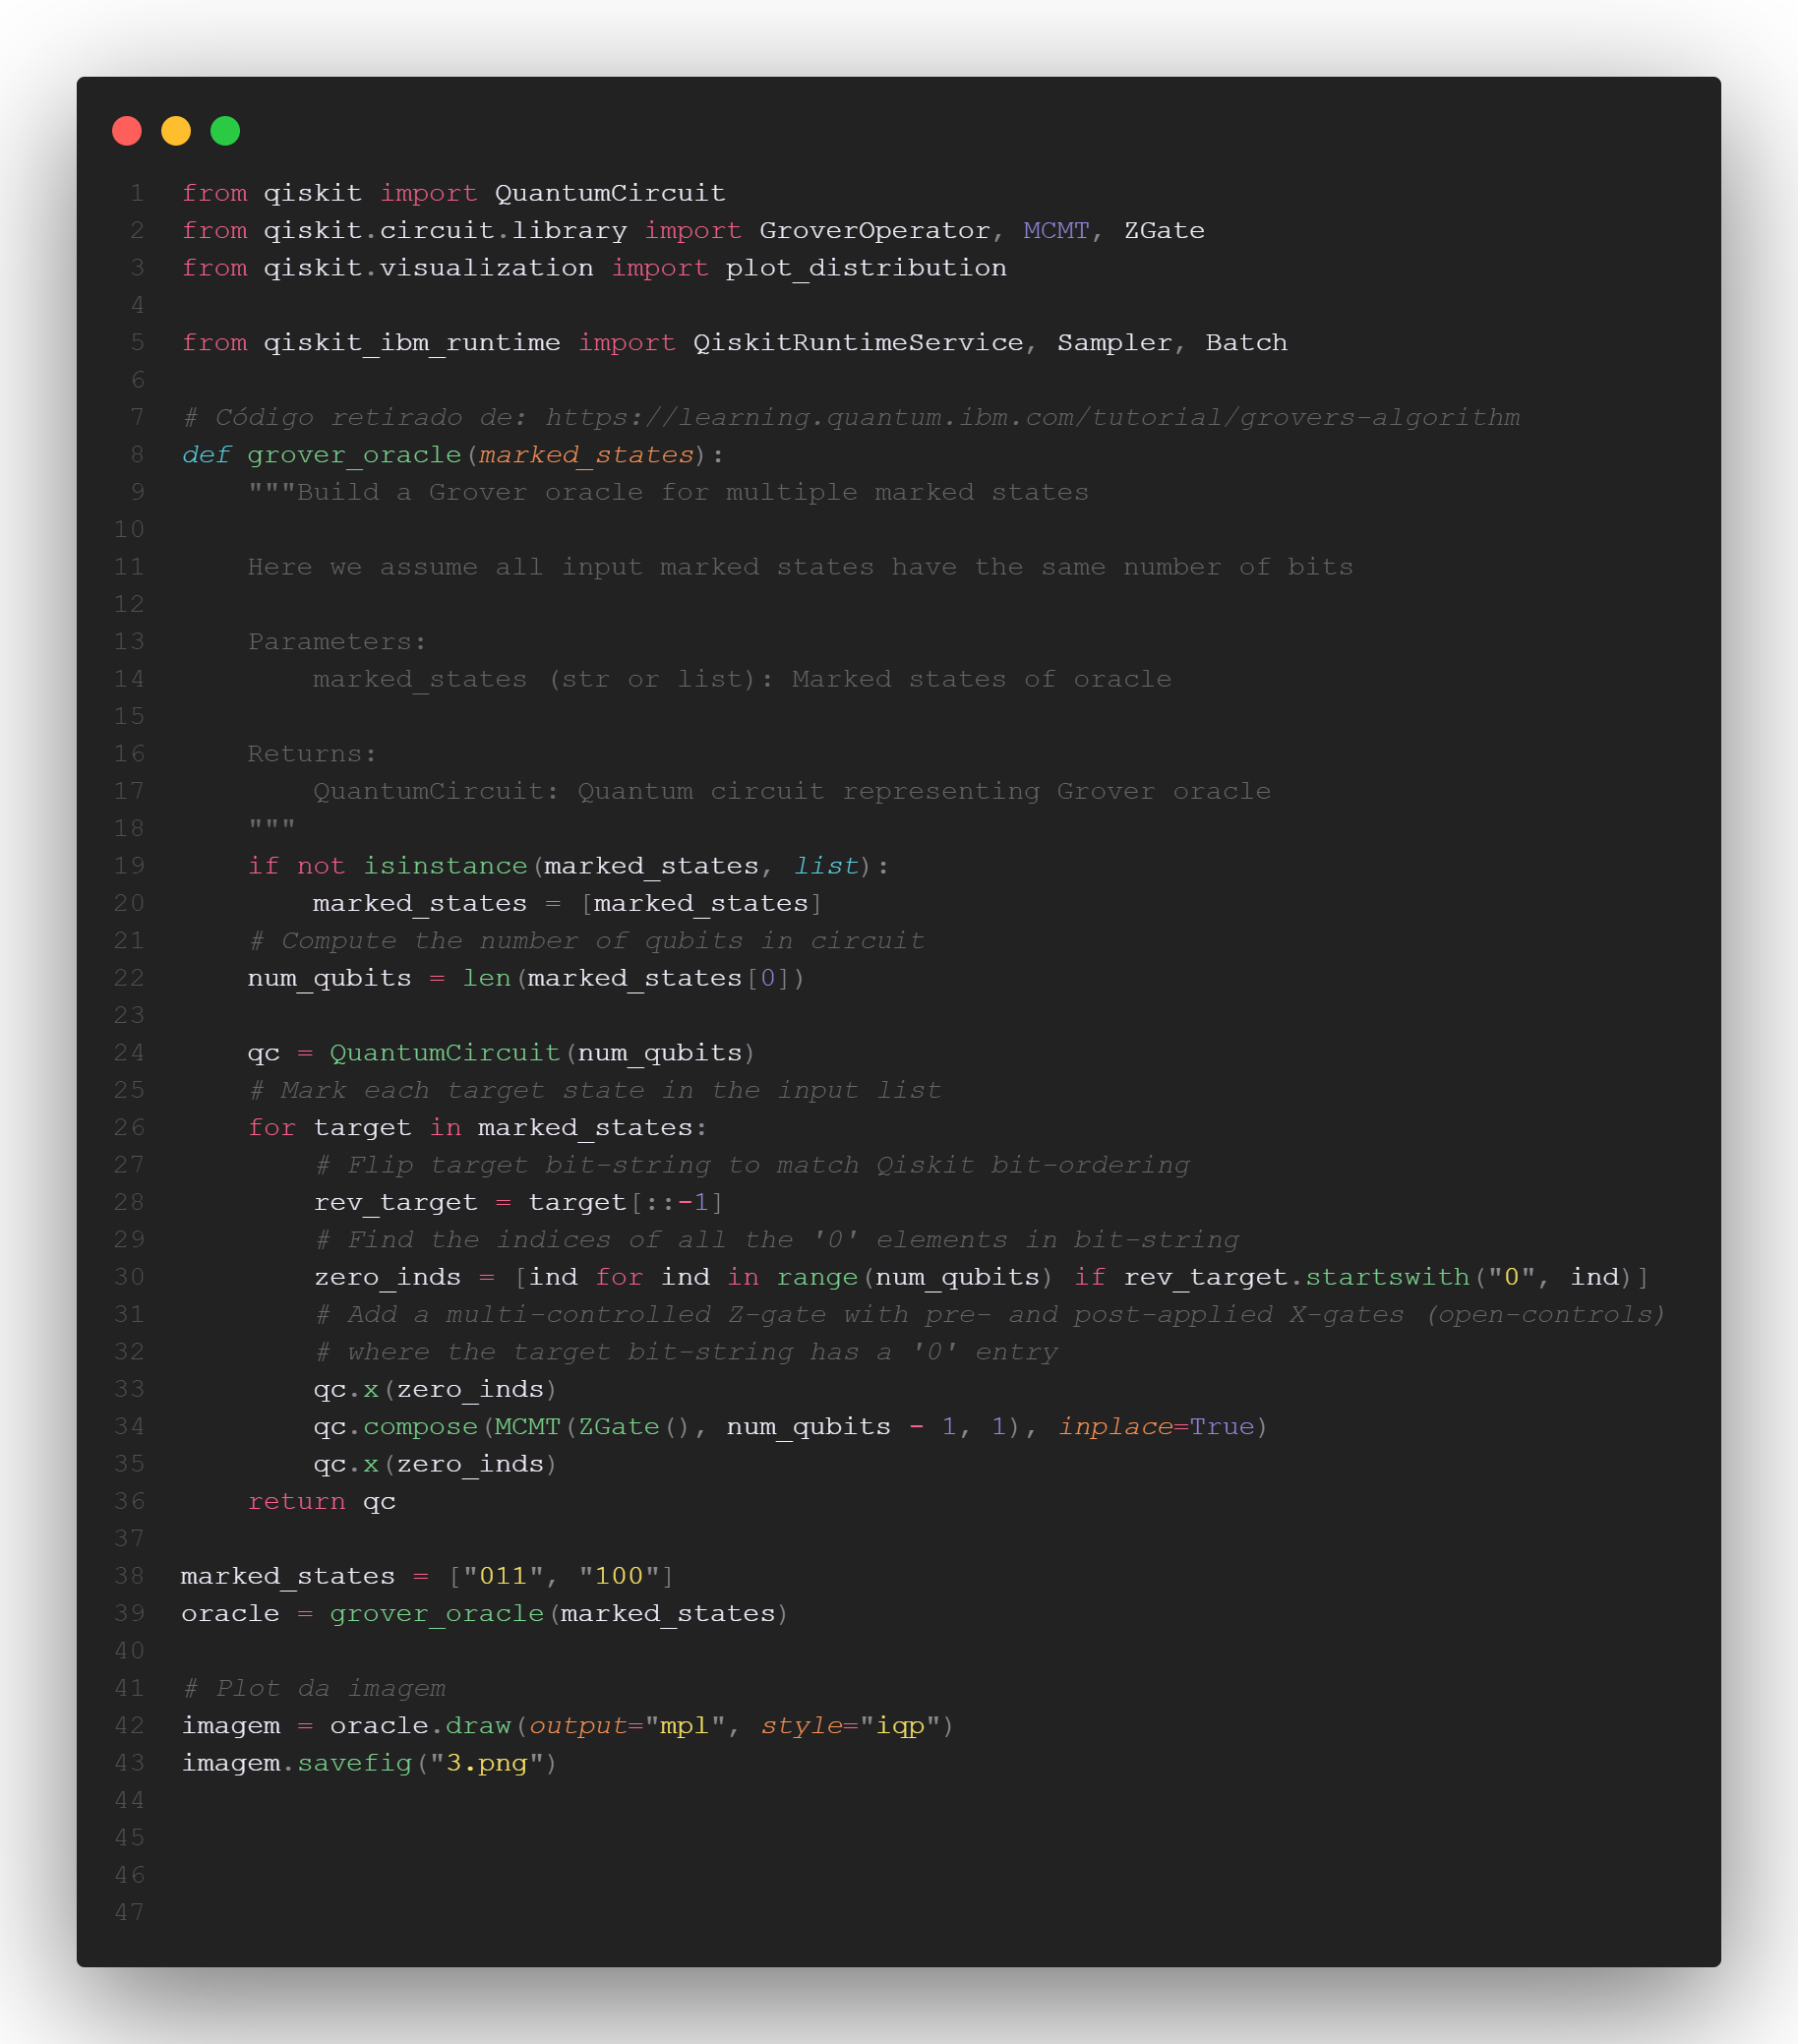 1 from qiskit import QuantumCircuit
2 from qiskit.circuit.library import GroverOperator, MCMT, ZGate
3 from qiskit.visualization import plot_distribution
4
5 from qiskit_ibm_runtime import QiskitRuntimeService, Sampler, Batch
6
7 # Código retirado de: https://learning.quantum.ibm.com/tutorial/grovers-algorithm
8 def grover_oracle(marked_states):
9     """Build a Grover oracle for multiple marked states
10
11     Here we assume all input marked states have the same number of bits
12
13     Parameters:
14         marked_states (str or list): Marked states of oracle
15
16     Returns:
17         QuantumCircuit: Quantum circuit representing Grover oracle
18     """
19     if not isinstance(marked_states, list):
20         marked_states = [marked_states]
21     # Compute the number of qubits in circuit
22     num_qubits = len(marked_states[0])
23
24     qc = QuantumCircuit(num_qubits)
25     # Mark each target state in the input list
26     for target in marked_states:
27         # Flip target bit-string to match Qiskit bit-ordering
28         rev_target = target[::-1]
29         # Find the indices of all the '0' elements in bit-string
30         zero_inds = [ind for ind in range(num_qubits) if rev_target.startswith("0", ind)]
31         # Add a multi-controlled Z-gate with pre- and post-applied X-gates (open-controls)
32         # where the target bit-string has a '0' entry
33         qc.x(zero_inds)
34         qc.compose(MCMT(ZGate(), num_qubits - 1, 1), inplace=True)
35         qc.x(zero_inds)
36     return qc
37
38 marked_states = ["011", "100"]
39 oracle = grover_oracle(marked_states)
40
41 # Plot da imagem
42 imagem = oracle.draw(output="mpl", style="iqp")
43 imagem.savefig("3.png")
44
45
46
47